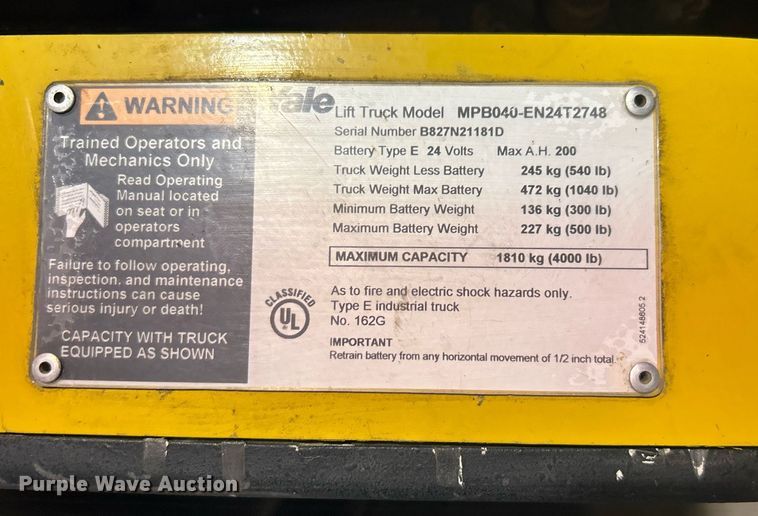 WARNING
Trained Operators and
Mechanics Only
Read Operating
Manual located
on seat or in
operators
compartment
Failure to follow operating,
inspection. and maintenance
instructions can cause
serious injury or death!
CAPACITY WITH TRUCK
EQUIPPED AS SHOWN
Yale Lift Truck Model MPB040-EN24T2748
Serial Number B827N21181D
Battery Type E 24 Volts Max A.H. 200
Truck Weight Less Battery 245 kg (540 lb)
Truck Weight Max Battery 472 kg (1040 lb)
Minimum Battery Weight 136 kg (300 lb)
Maximum Battery Weight 227 kg (500 lb)
MAXIMUM CAPACITY 1810 kg (4000 lb)
CLASSIFIED
UL
As to fire and electric shock hazards only.
Type E industrial truck
No. 162G
IMPORTANT
Retrain battery from any horizontal movement of 1/2 inch total
524148605.2
Purple Wave Auction